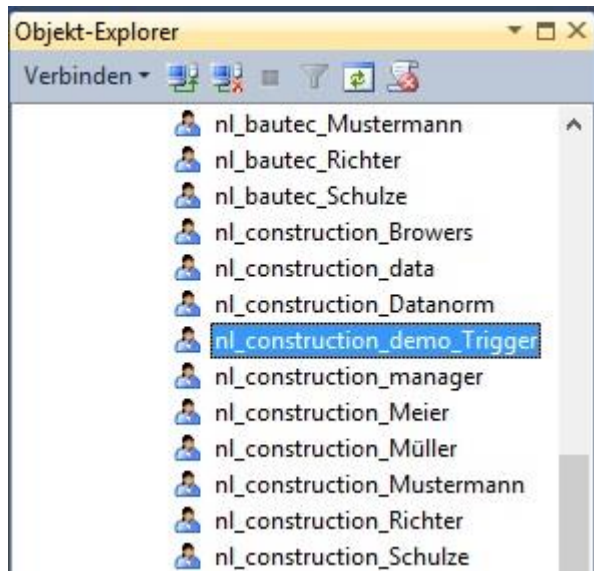 Objekt-Explorer
Verbinden
nl_bautec_Mustermann
nl_bautec_Richter
nl_bautec_Schulze
nl_construction_Browers
nl_construction_data
nl_construction_Datanorm
nl_construction_demo_Trigger
nl_construction_manager
nl_construction_Meier
nl_construction_Müller
nl_construction_Mustermann
nl_construction_Richter
nl_construction_Schulze